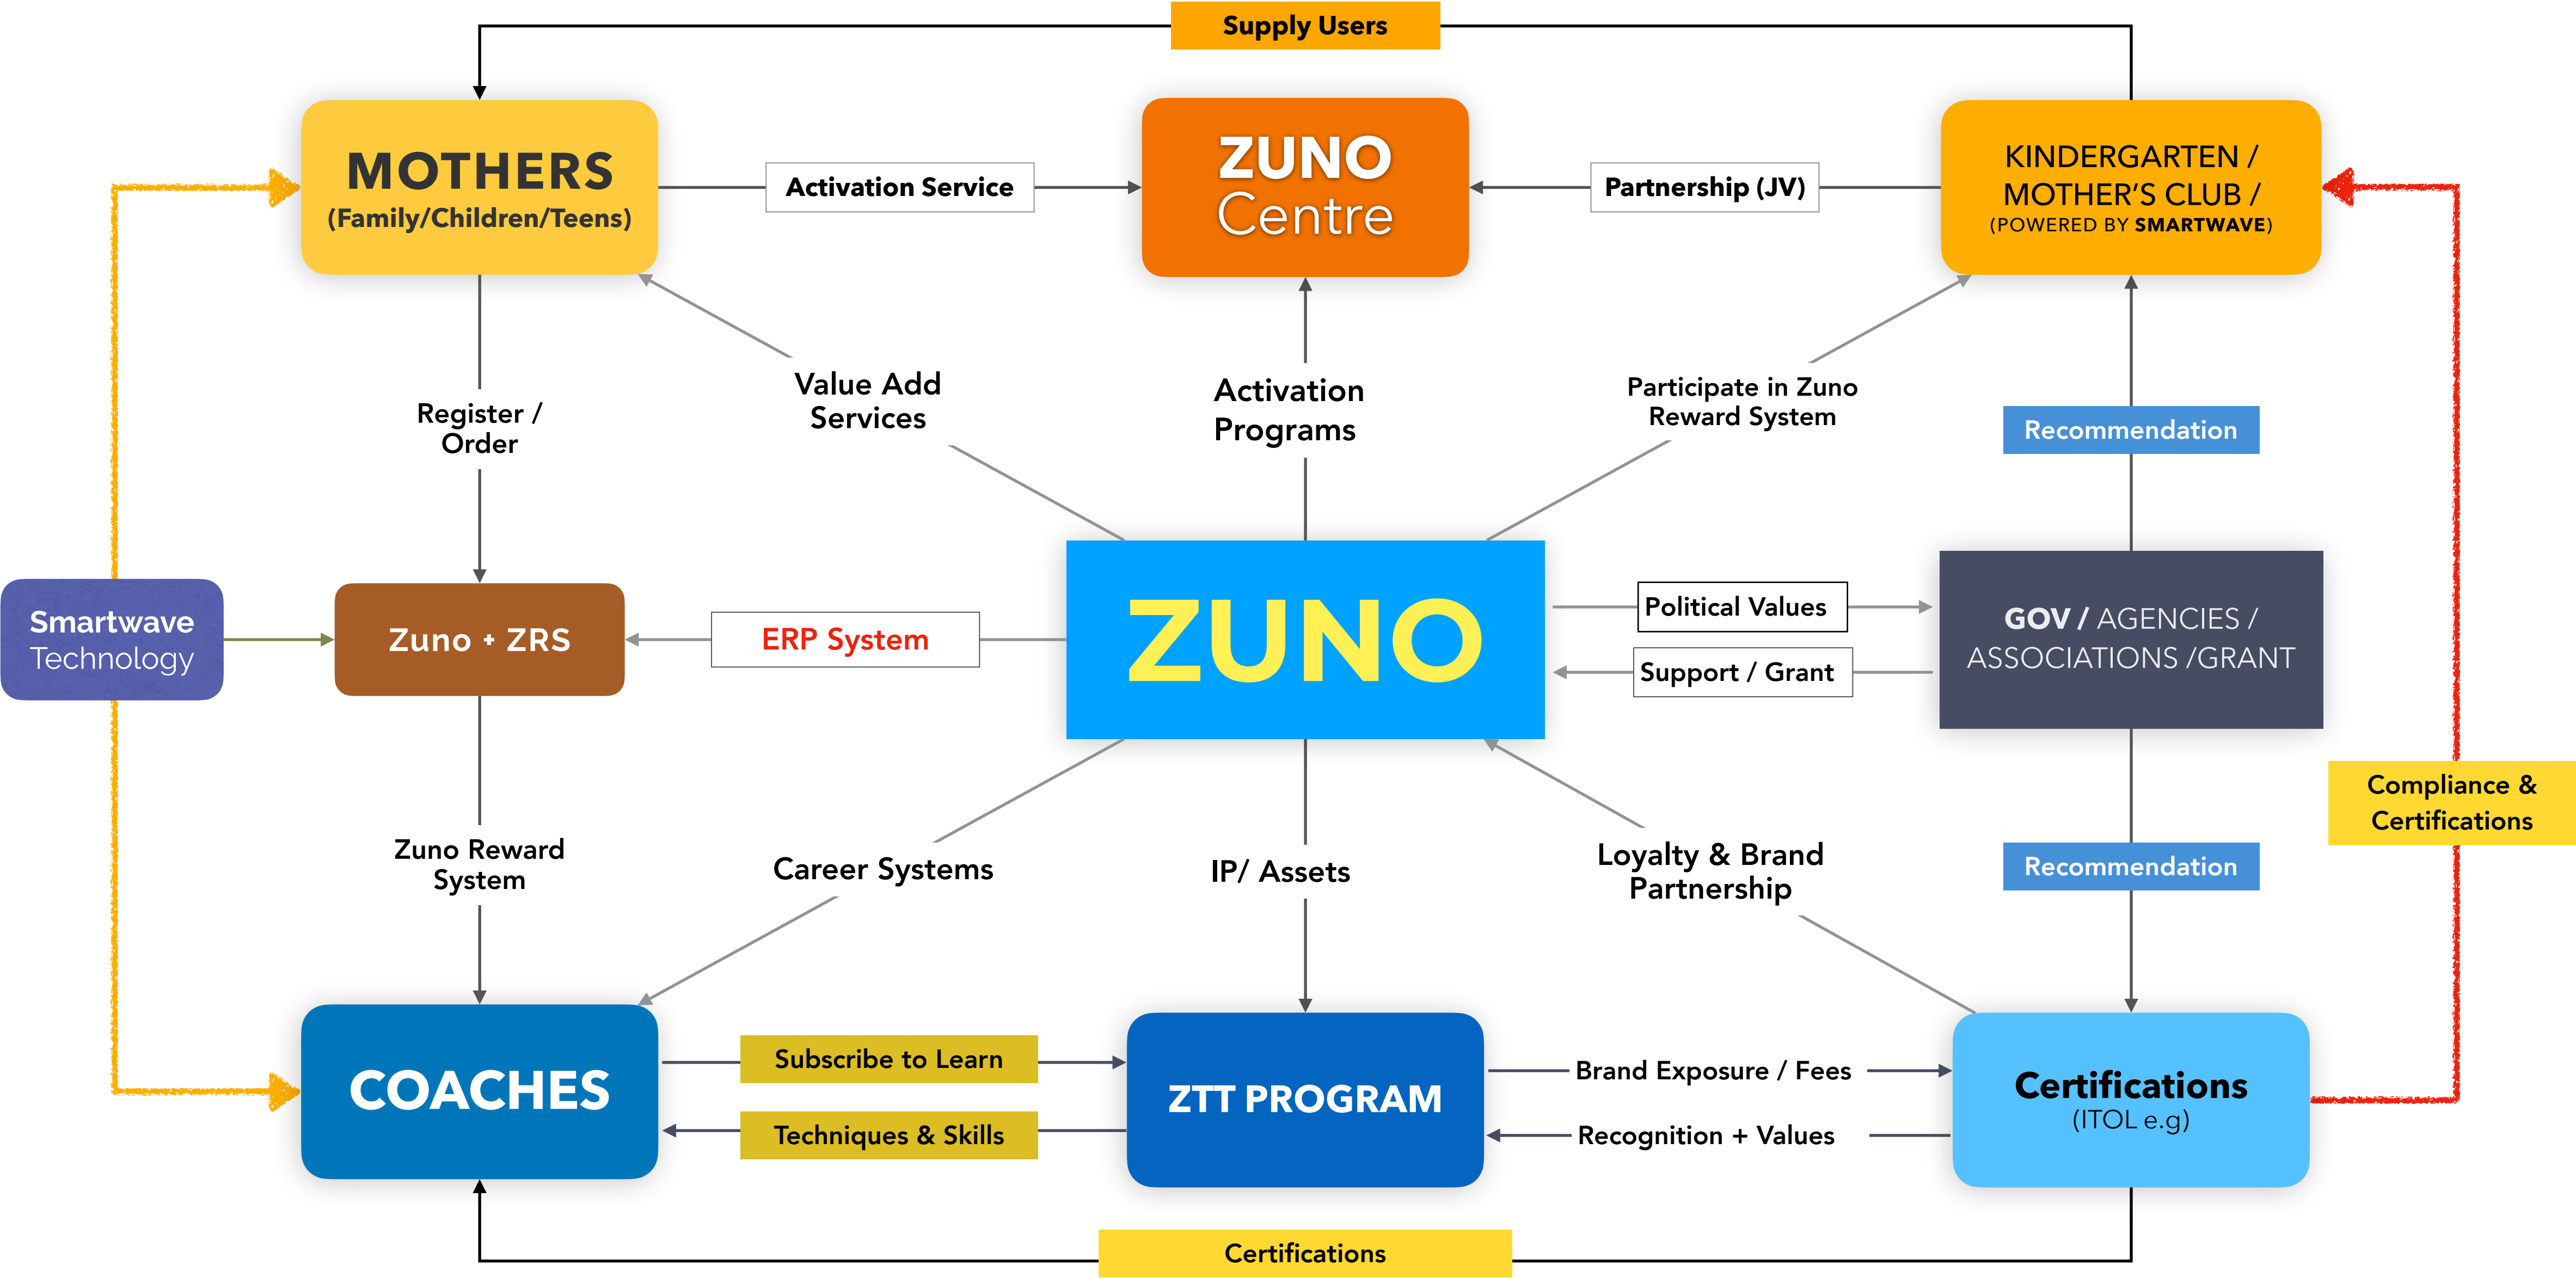 Supply Users
MOTHERS
(Family/Children/Teens)
Activation Service
ZUNO
Centre
Partnership (JV)
KINDERGARTEN /
MOTHER’S CLUB /
(POWERED BY SMARTWAVE)
Register /
Order
Value Add
Services
Activation
Programs
Participate in Zuno
Reward System
Recommendation
Smartwave
Technology
Zuno + ZRS
ERP System
ZUNO
Political Values
Support / Grant
GOV / AGENCIES /
ASSOCIATIONS /GRANT
Compliance &
Certifications
Zuno Reward
System
Career Systems
IP/ Assets
Loyalty & Brand
Partnership
Recommendation
COACHES
Subscribe to Learn
Techniques & Skills
ZTT PROGRAM
Brand Exposure / Fees
Recognition + Values
Certifications
(ITOL e.g)
Certifications